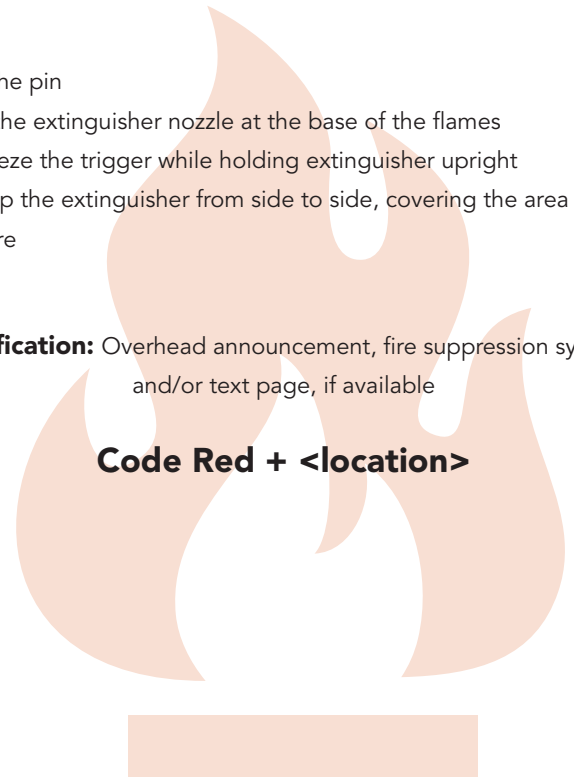 he pin
he extinguisher nozzle at the base of the flames
eze the trigger while holding extinguisher upright
p the extinguisher from side to side, covering the area
re
fication: Overhead announcement, fire suppression sy
and/or text page, if available
Code Red + <location>